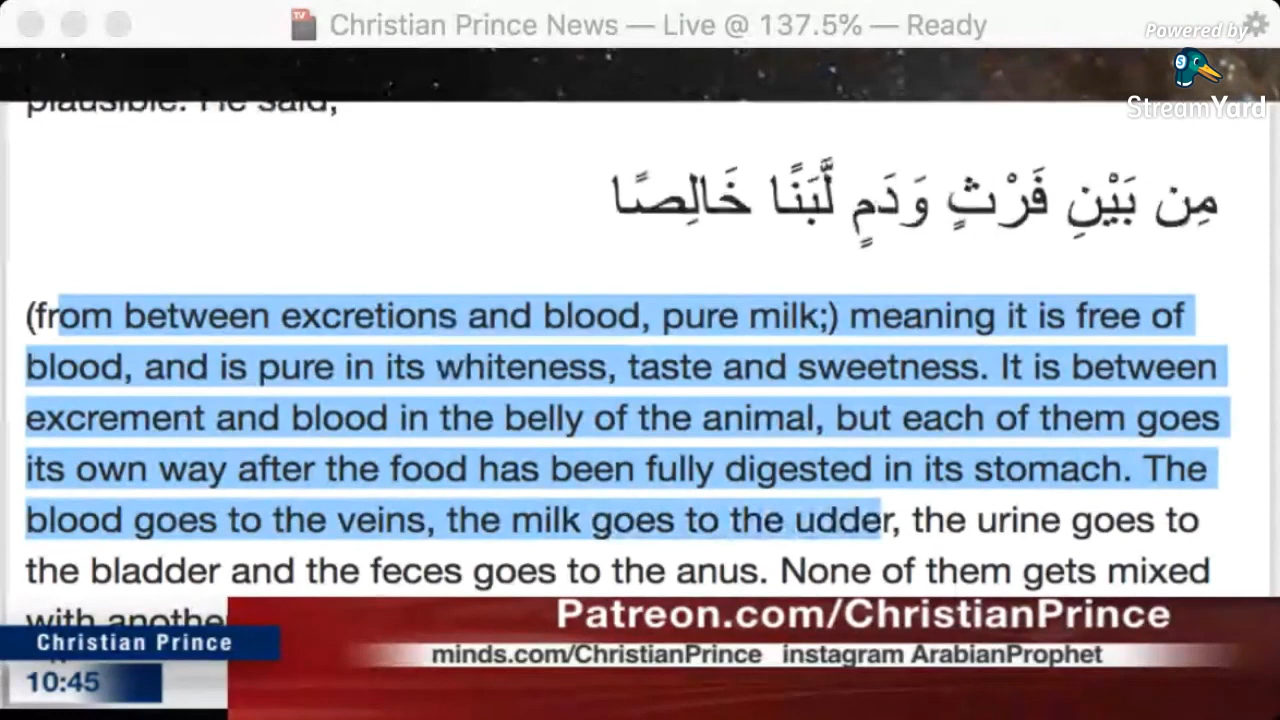 Christian Prince News — Live @ 137.5% — Ready
Powered by
StreamYard
plausible. He said,
مِن بَيْنِ فَرْثٍ وَدَمٍ لَّبَنًا خَالِصًا
(from between excretions and blood, pure milk;) meaning it is free of
blood, and is pure in its whiteness, taste and sweetness. It is between
excrement and blood in the belly of the animal, but each of them goes
its own way after the food has been fully digested in its stomach. The
blood goes to the veins, the milk goes to the udder, the urine goes to
the bladder and the feces goes to the anus. None of them gets mixed
with another
Patreon.com/ChristianPrince
Christian Prince
minds.com/ChristianPrince instagram ArabianProphet
10:45